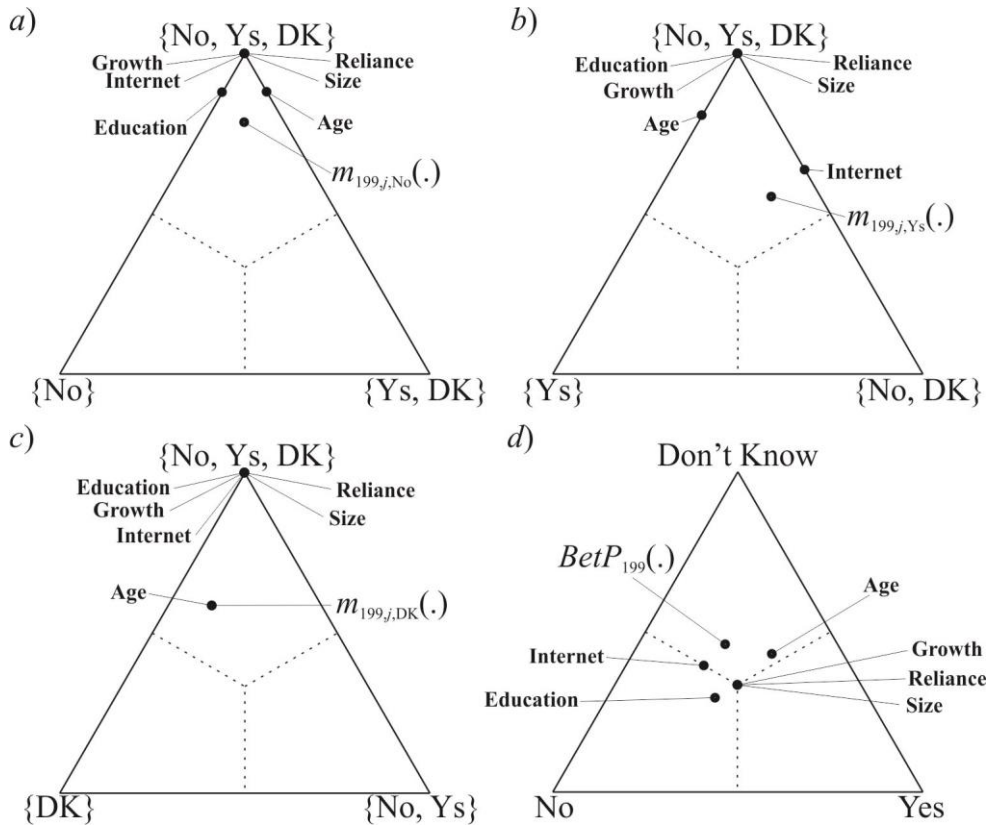 a)
{No, Ys, DK}
Growth
Internet
Reliance
Size
Education
Age
m199,j,No(.)
{No}
{Ys, DK}
b)
{No, Ys, DK}
Education
Growth
Reliance
Size
Age
Internet
m199,j,Ys(.)
{Ys}
{No, DK}
c)
{No, Ys, DK}
Education
Growth
Internet
Reliance
Size
Age
m199,j,DK(.)
{DK}
{No, Ys}
d)
Don't Know
BetP199(.)
Age
Internet
Growth
Education
Reliance
Size
No
Yes